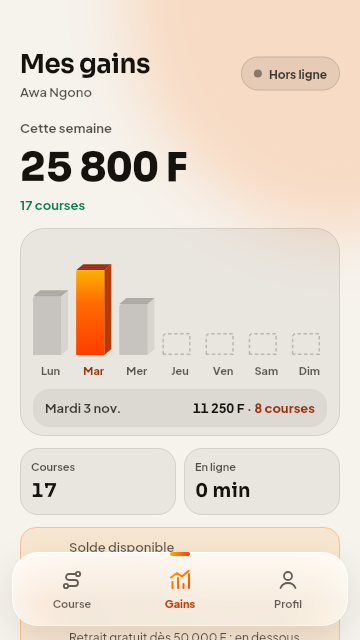 Mes gains
Hors ligne
Awa Ngono
Cette semaine
25 800 F
17 courses
Lun Mar Mer Jeu Ven Sam Dim
Mardi 3 nov. 11 250 F · 8 courses
Courses En ligne
17 0 min
Solde disponible
Course Gains Profil
Retrait gratuit dès 50 000 F ; en dessous,